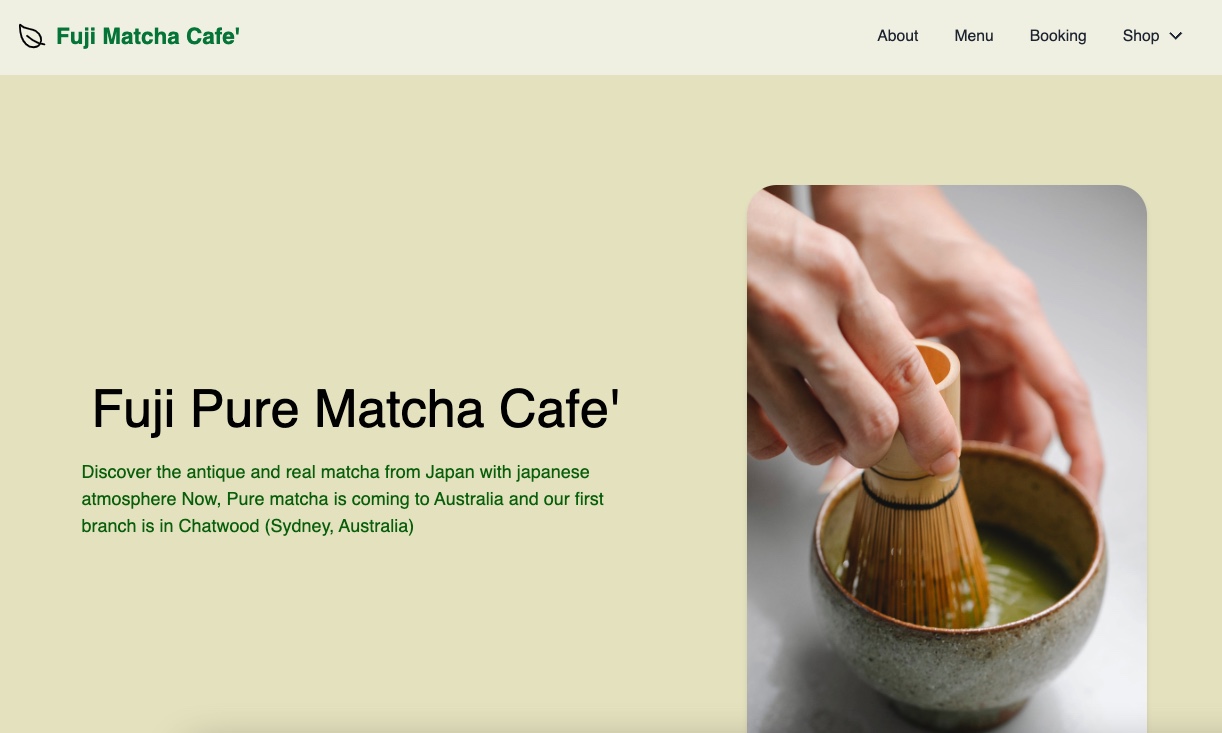 Fuji Matcha Cafe'
About
Menu
Booking
Shop
Fuji Pure Matcha Cafe'
Discover the antique and real matcha from Japan with japanese
atmosphere Now, Pure matcha is coming to Australia and our first
branch is in Chatwood (Sydney, Australia)